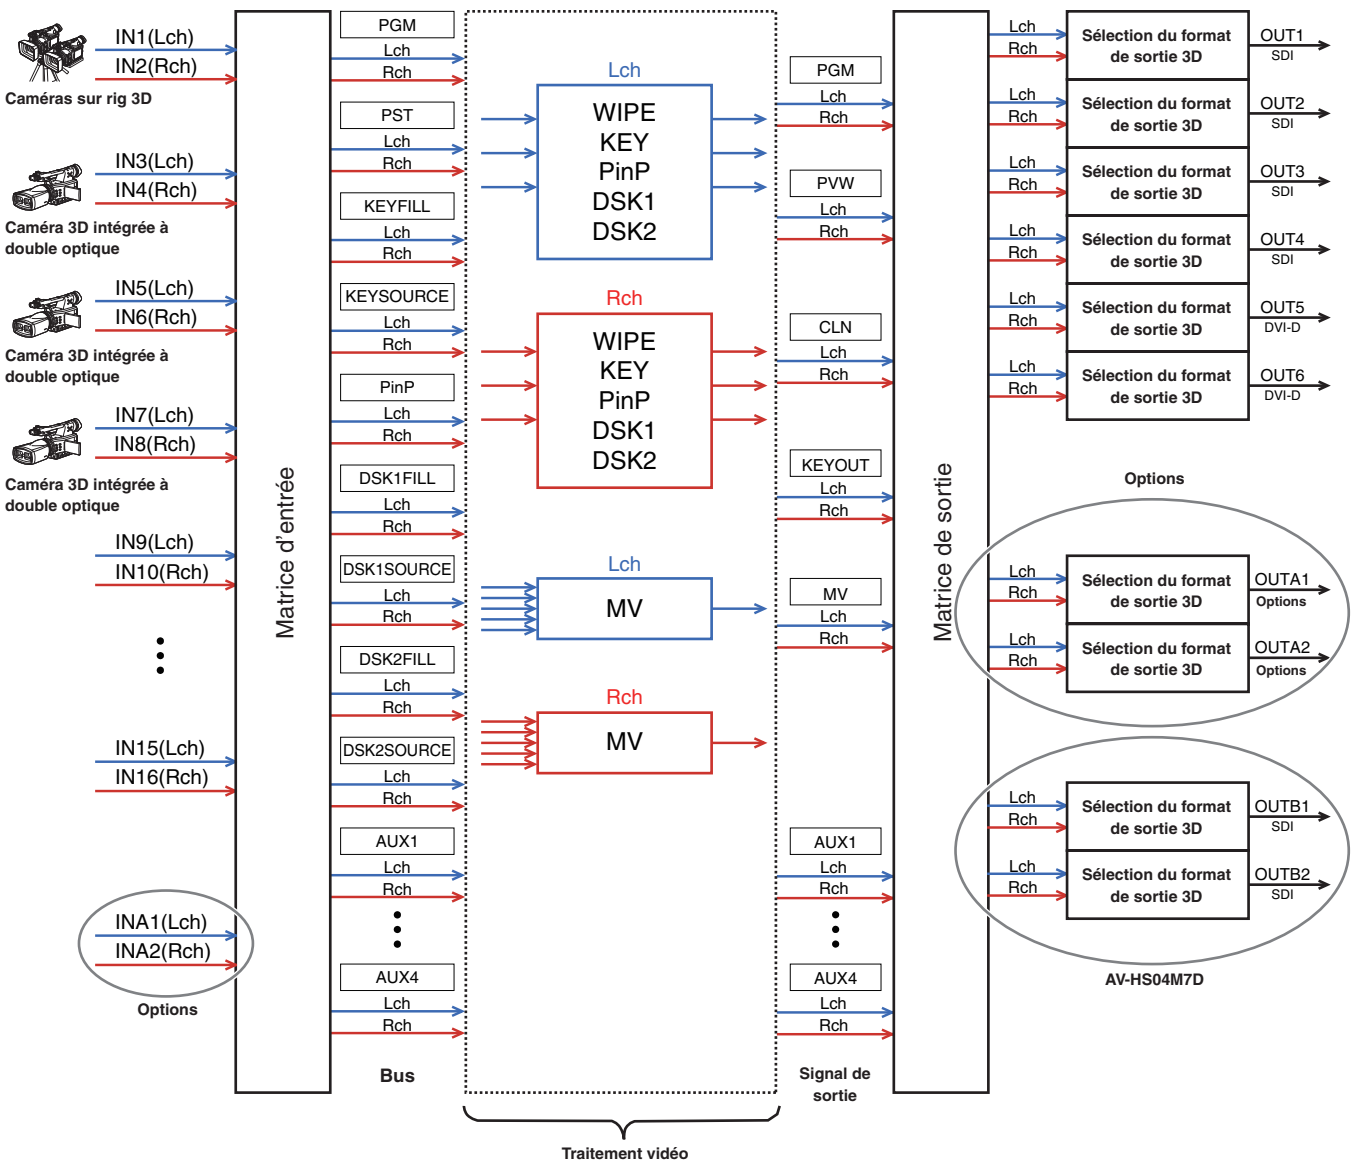 IN1(Lch)
IN2(Rch)
Caméras sur rig 3D
IN3(Lch)
IN4(Rch)
Caméra 3D intégrée à
double optique
IN5(Lch)
IN6(Rch)
Caméra 3D intégrée à
double optique
IN7(Lch)
IN8(Rch)
Caméra 3D intégrée à
double optique
IN9(Lch)
IN10(Rch)
IN15(Lch)
IN16(Rch)
INA1(Lch)
INA2(Rch)
Options
Matrice d'entrée
PGM
Lch
Rch
PST
Lch
Rch
KEYFILL
Lch
Rch
KEYSOURCE
Lch
Rch
PinP
Lch
Rch
DSK1FILL
Lch
Rch
DSK1SOURCE
Lch
Rch
DSK2FILL
Lch
Rch
DSK2SOURCE
Lch
Rch
AUX1
Lch
Rch
AUX4
Lch
Rch
Bus
Lch
WIPE
KEY
PinP
DSK1
DSK2
Rch
WIPE
KEY
PinP
DSK1
DSK2
Lch
MV
Rch
MV
Traitement vidéo
PGM
Lch
Rch
PVW
Lch
Rch
CLN
Lch
Rch
KEYOUT
Lch
Rch
MV
Lch
Rch
AUX1
Lch
Rch
AUX4
Lch
Rch
Signal de
sortie
Matrice de sortie
Lch
Rch
Sélection du format
de sortie 3D
OUT1
SDI
Lch
Rch
Sélection du format
de sortie 3D
OUT2
SDI
Lch
Rch
Sélection du format
de sortie 3D
OUT3
SDI
Lch
Rch
Sélection du format
de sortie 3D
OUT4
SDI
Lch
Rch
Sélection du format
de sortie 3D
OUT5
DVI-D
Lch
Rch
Sélection du format
de sortie 3D
OUT6
DVI-D
Options
Lch
Rch
Sélection du format
de sortie 3D
OUTA1
Options
Lch
Rch
Sélection du format
de sortie 3D
OUTA2
Options
Lch
Rch
Sélection du format
de sortie 3D
OUTB1
SDI
Lch
Rch
Sélection du format
de sortie 3D
OUTB2
SDI
AV-HS04M7D